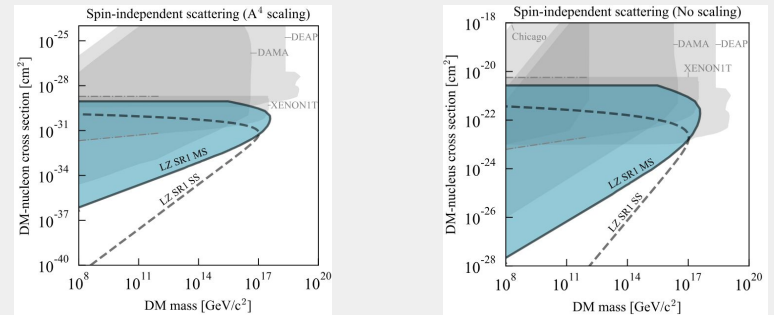 Spin-independent scattering (A⁴ scaling)
10⁻²⁵
10⁻²⁸
10⁻³¹
10⁻³⁴
10⁻³⁷
10⁻⁴⁰
DM-nucleon cross section [cm²]
DEAP
DAMA
XENON1T
LZ SR1 MS
LZ SR1 SS
10⁸ 10¹¹ 10¹⁴ 10¹⁷ 10²⁰
DM mass [GeV/c²]
Spin-independent scattering (No scaling)
10⁻¹⁸
10⁻²⁰
10⁻²²
10⁻²⁴
10⁻²⁶
10⁻²⁸
DM-nucleus cross section [cm²]
Chicago
DAMA DEAP
XENON1T
LZ SR1 MS
LZ SR1 SS
10⁸ 10¹¹ 10¹⁴ 10¹⁷ 10²⁰
DM mass [GeV/c²]